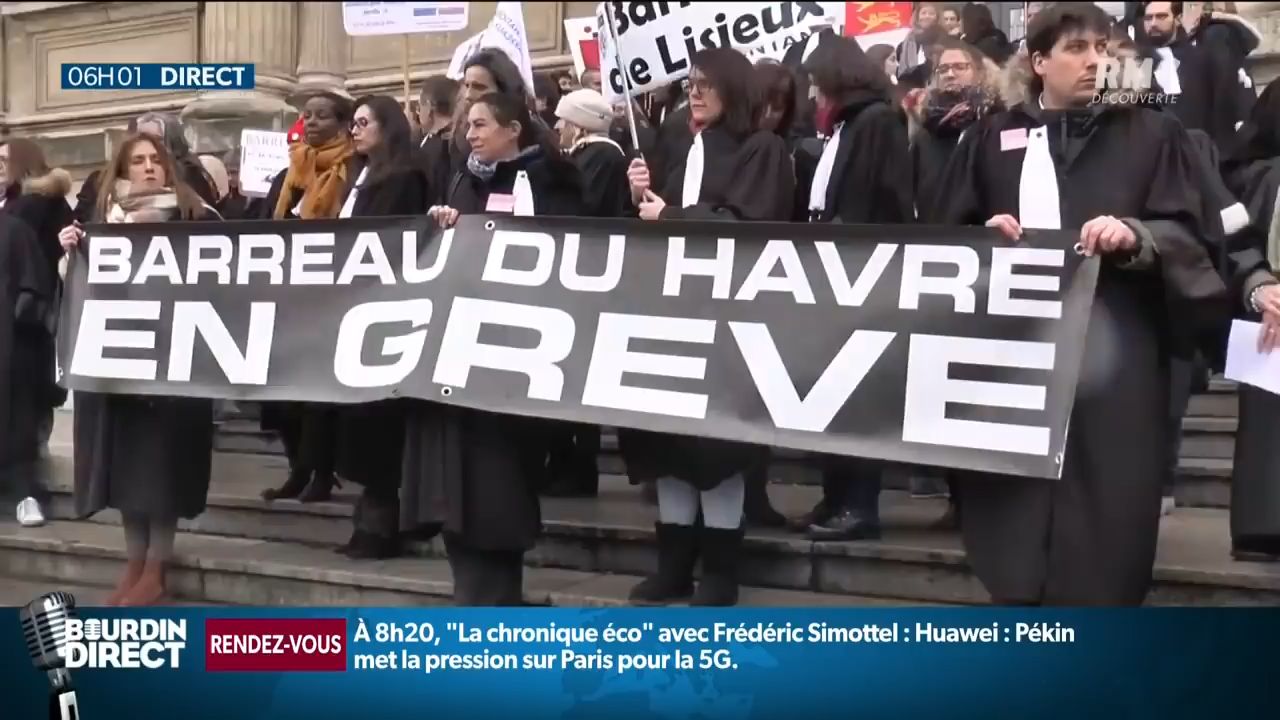 06H01 DIRECT
Barr
de Lisieux
RMC
DÉCOUVERTE
BARREAU DU HAVRE
EN GREVE
BOURDIN
DIRECT
RENDEZ-VOUS
À 8h20, "La chronique éco" avec Frédéric Simottel : Huawei : Pékin
met la pression sur Paris pour la 5G.